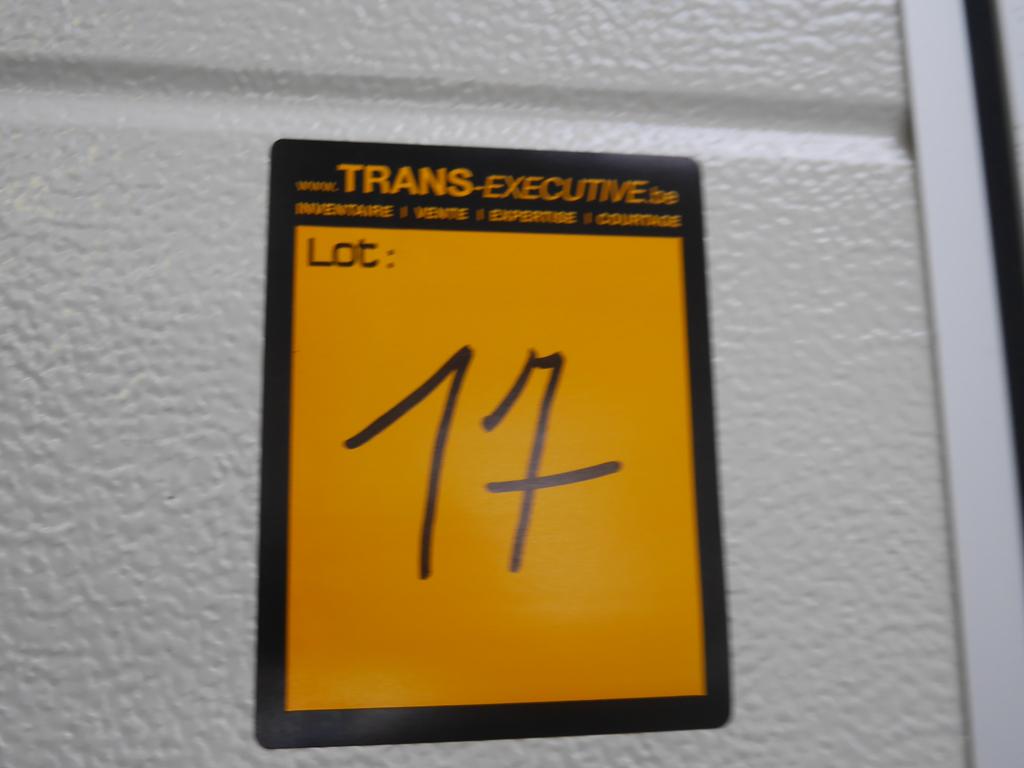 www.TRANS-EXECUTIVE.be
INVENTAIRE | VENTE | EXPERTISE | COURTAGE
Lot:
17